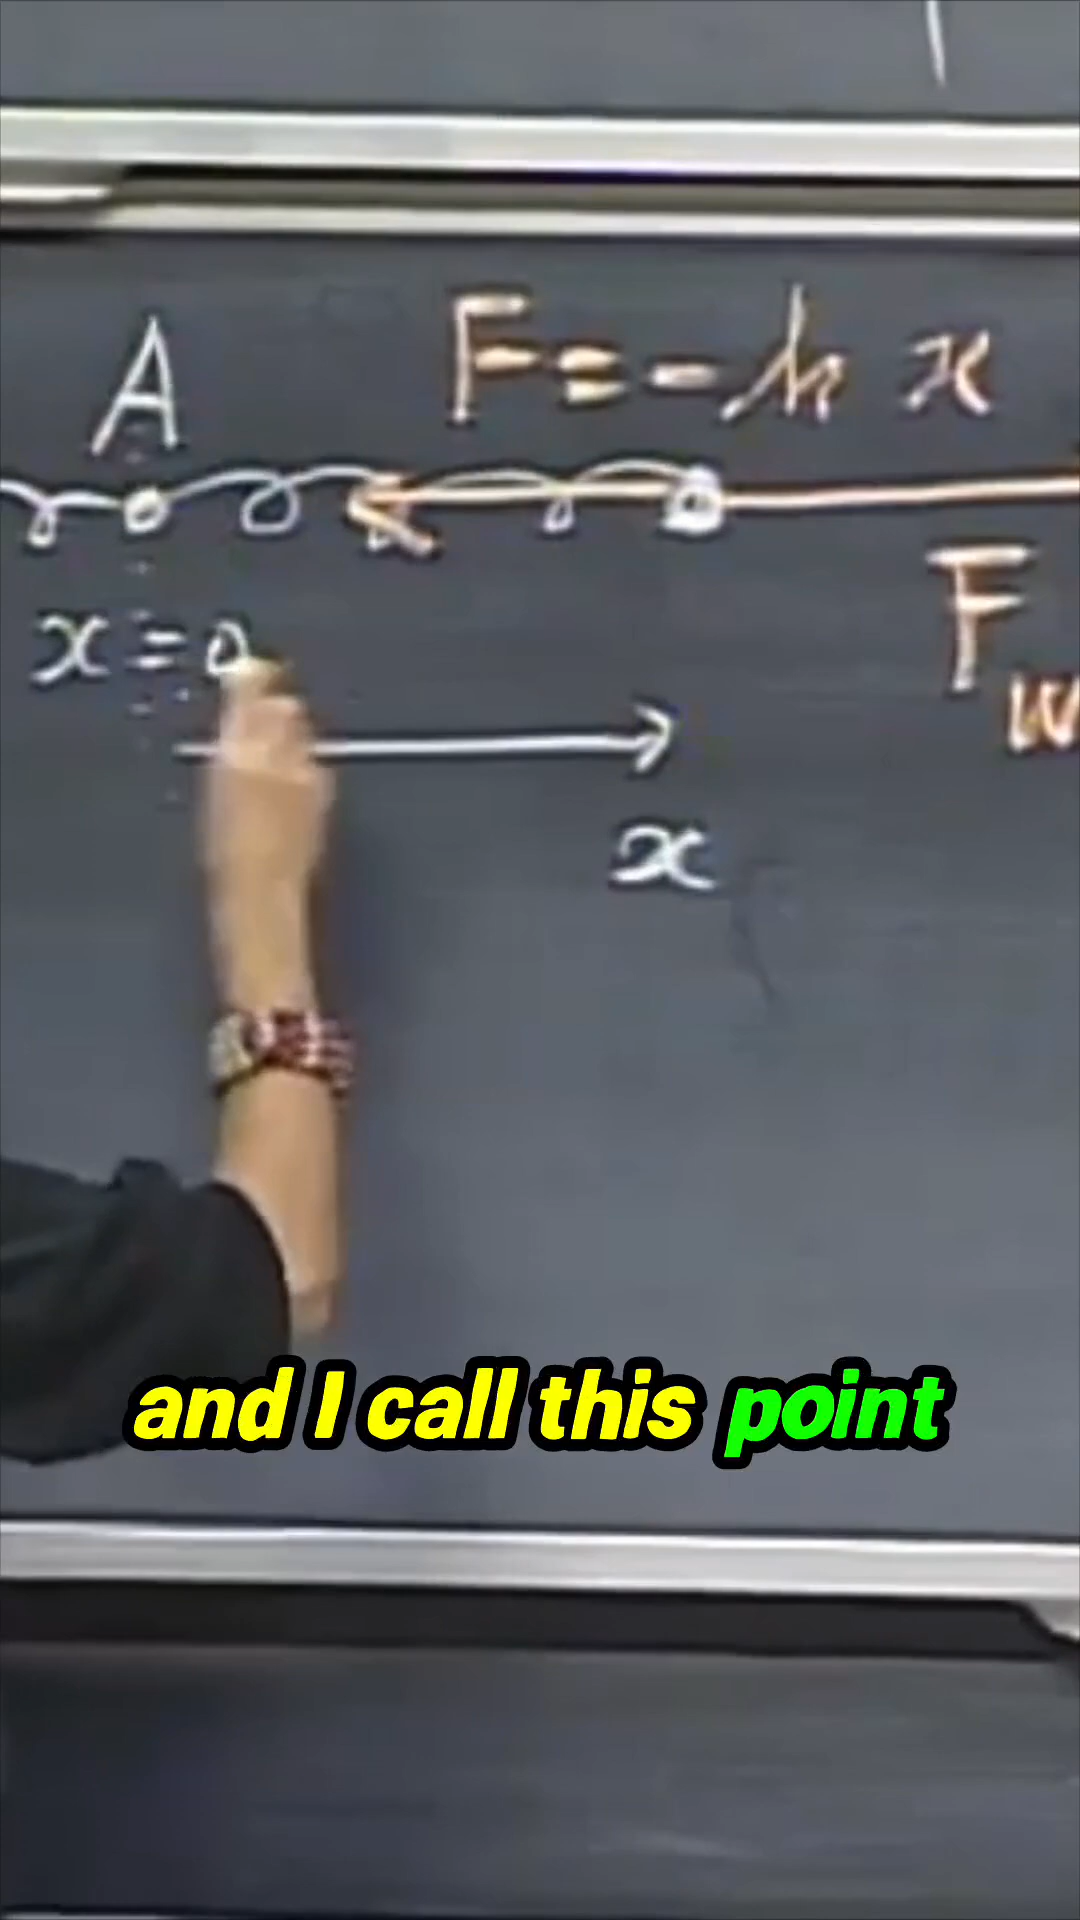 A F = - k x
x = 0
F
W
x
and I call this point